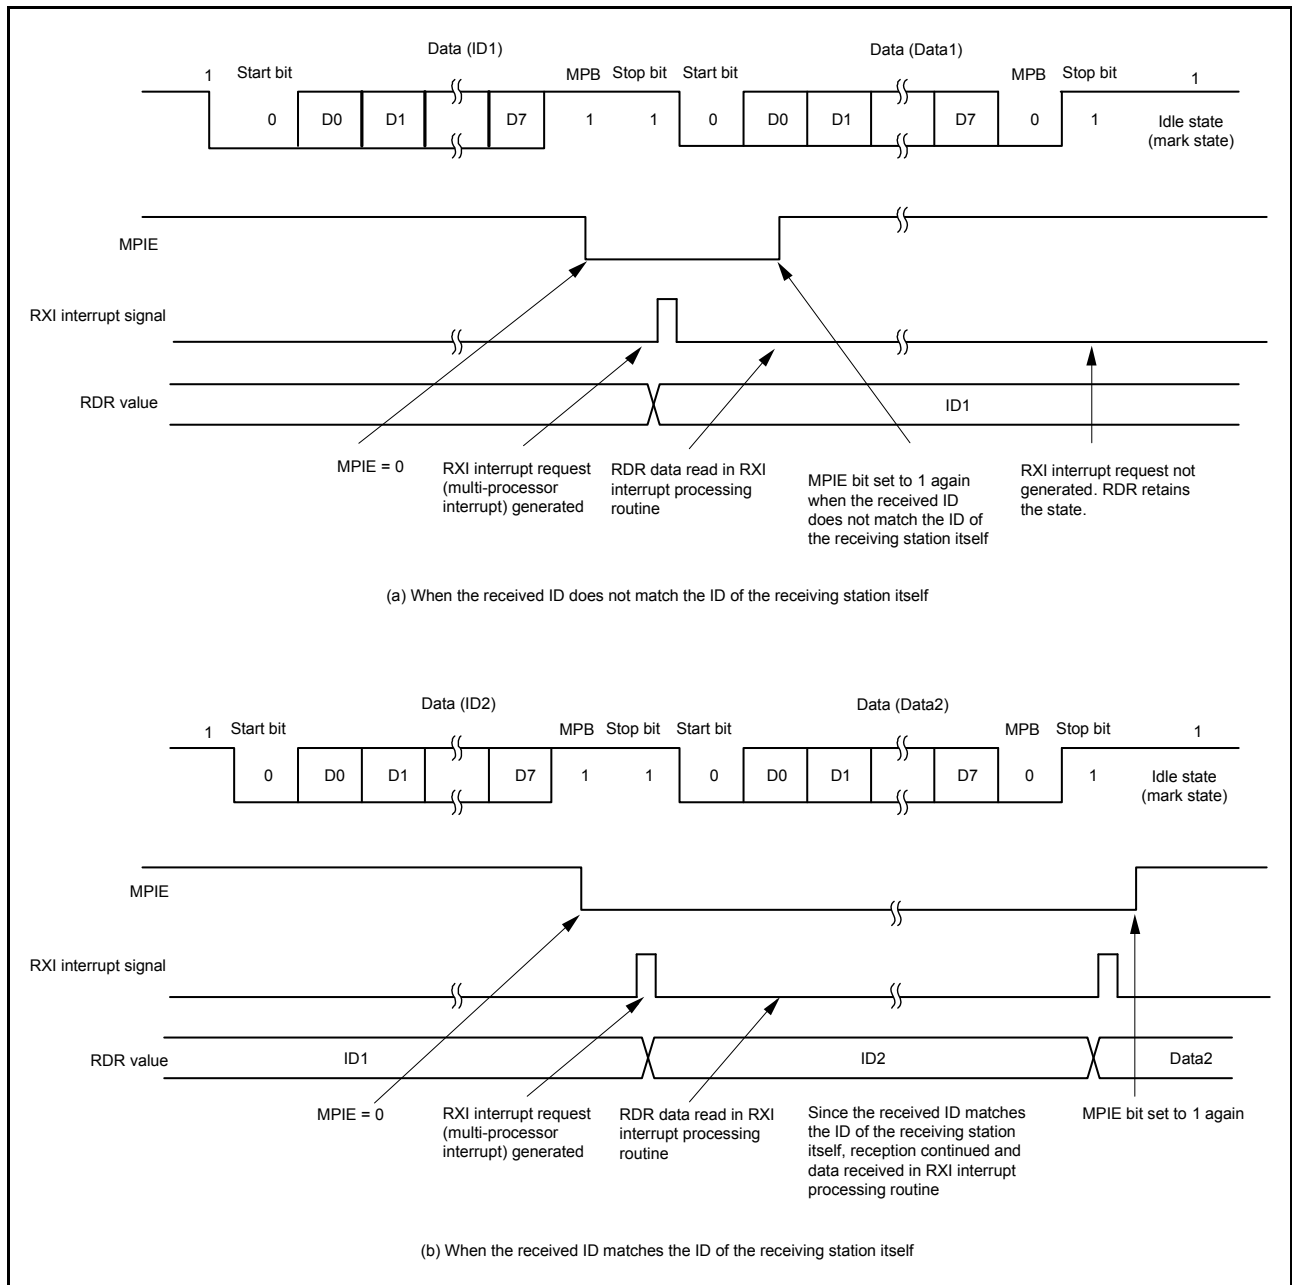 Data (ID1)
Data (Data1)
1
Start bit
MPB
Stop bit
Start bit
MPB
Stop bit
1
0
D0
D1
D7
1
1
0
D0
D1
D7
0
1
Idle state
(mark state)
MPIE
RXI interrupt signal
RDR value
ID1
MPIE = 0
RXI interrupt request
(multi-processor
interrupt) generated
RDR data read in RXI
interrupt processing
routine
MPIE bit set to 1 again
when the received ID
does not match the ID of
the receiving station itself
RXI interrupt request not
generated. RDR retains
the state.
(a) When the received ID does not match the ID of the receiving station itself
Data (ID2)
Data (Data2)
1
Start bit
MPB
Stop bit
Start bit
MPB
Stop bit
1
0
D0
D1
D7
1
1
0
D0
D1
D7
0
1
Idle state
(mark state)
MPIE
RXI interrupt signal
RDR value
ID1
ID2
Data2
MPIE = 0
RXI interrupt request
(multi-processor
interrupt) generated
RDR data read in RXI
interrupt processing
routine
Since the received ID matches
the ID of the receiving station
itself, reception continued and
data received in RXI interrupt
processing routine
MPIE bit set to 1 again
(b) When the received ID matches the ID of the receiving station itself